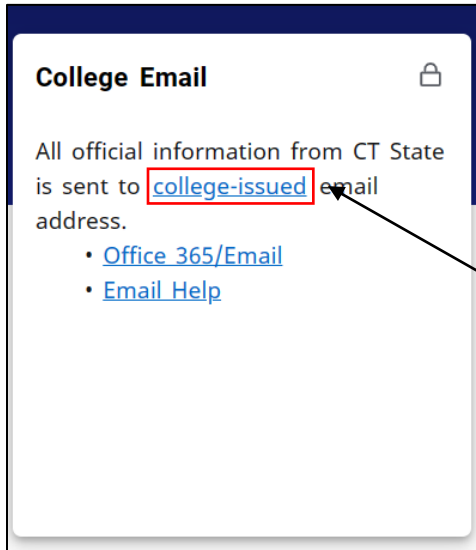 College Email
All official information from CT State
is sent to college-issued email
address.
• Office 365/Email
• Email Help